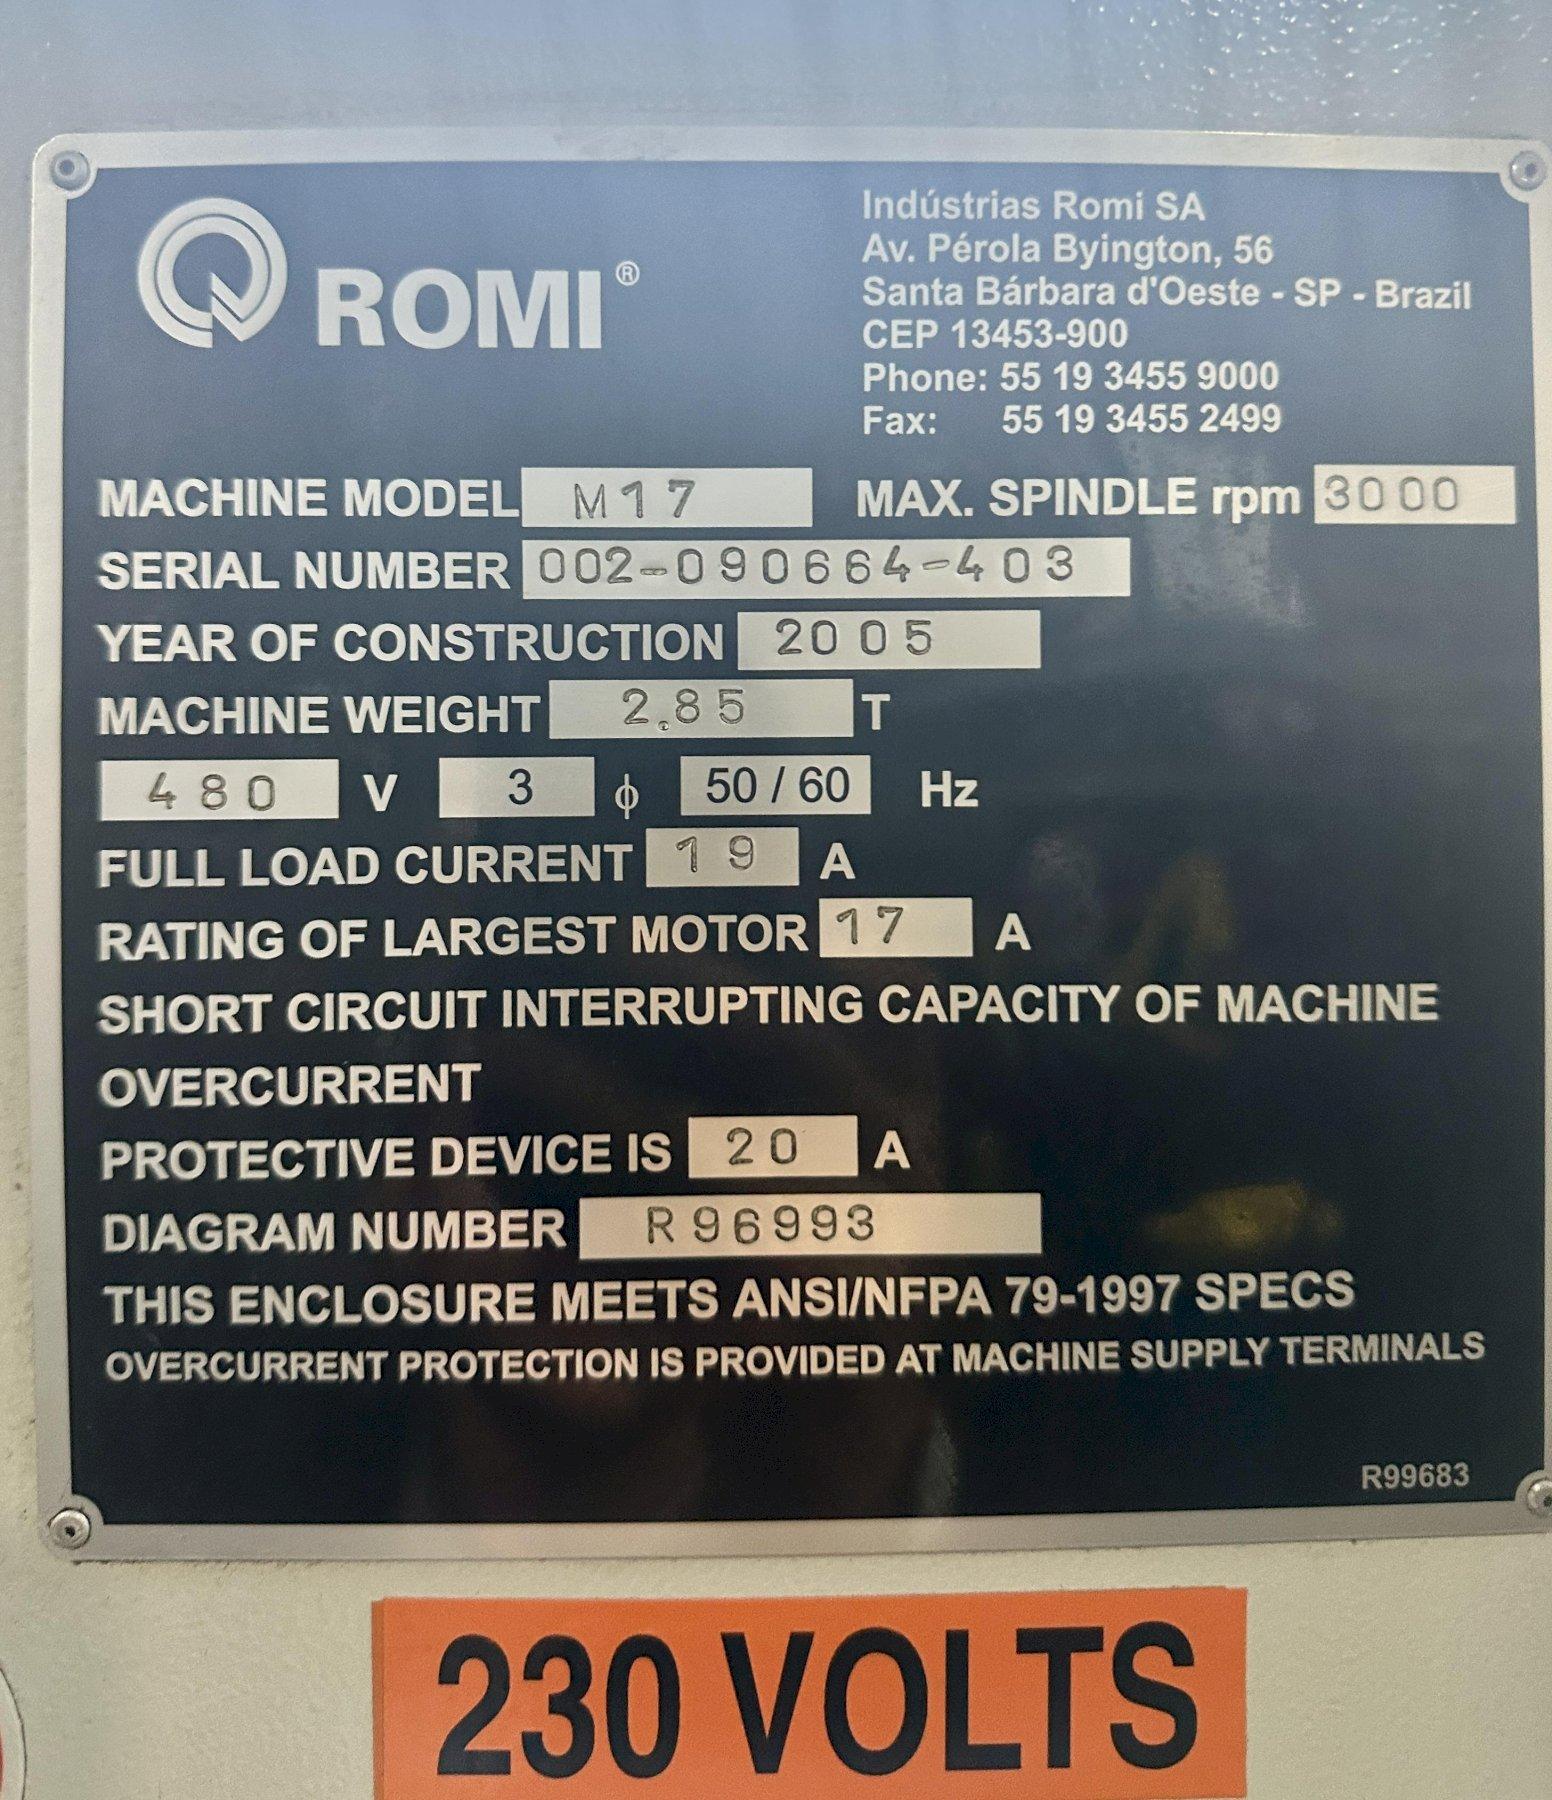 ROMI®
Indústrias Romi SA
Av. Pérola Byington, 56
Santa Bárbara d'Oeste - SP - Brazil
CEP 13453-900
Phone: 55 19 3455 9000
Fax: 55 19 3455 2499
MACHINE MODEL M17 MAX. SPINDLE rpm 3000
SERIAL NUMBER 002-090664-403
YEAR OF CONSTRUCTION 2005
MACHINE WEIGHT 2.85 T
480 V 3 ϕ 50 / 60 Hz
FULL LOAD CURRENT 19 A
RATING OF LARGEST MOTOR 17 A
SHORT CIRCUIT INTERRUPTING CAPACITY OF MACHINE
OVERCURRENT
PROTECTIVE DEVICE IS 20 A
DIAGRAM NUMBER R96993
THIS ENCLOSURE MEETS ANSI/NFPA 79-1997 SPECS
OVERCURRENT PROTECTION IS PROVIDED AT MACHINE SUPPLY TERMINALS
R99683
230 VOLTS